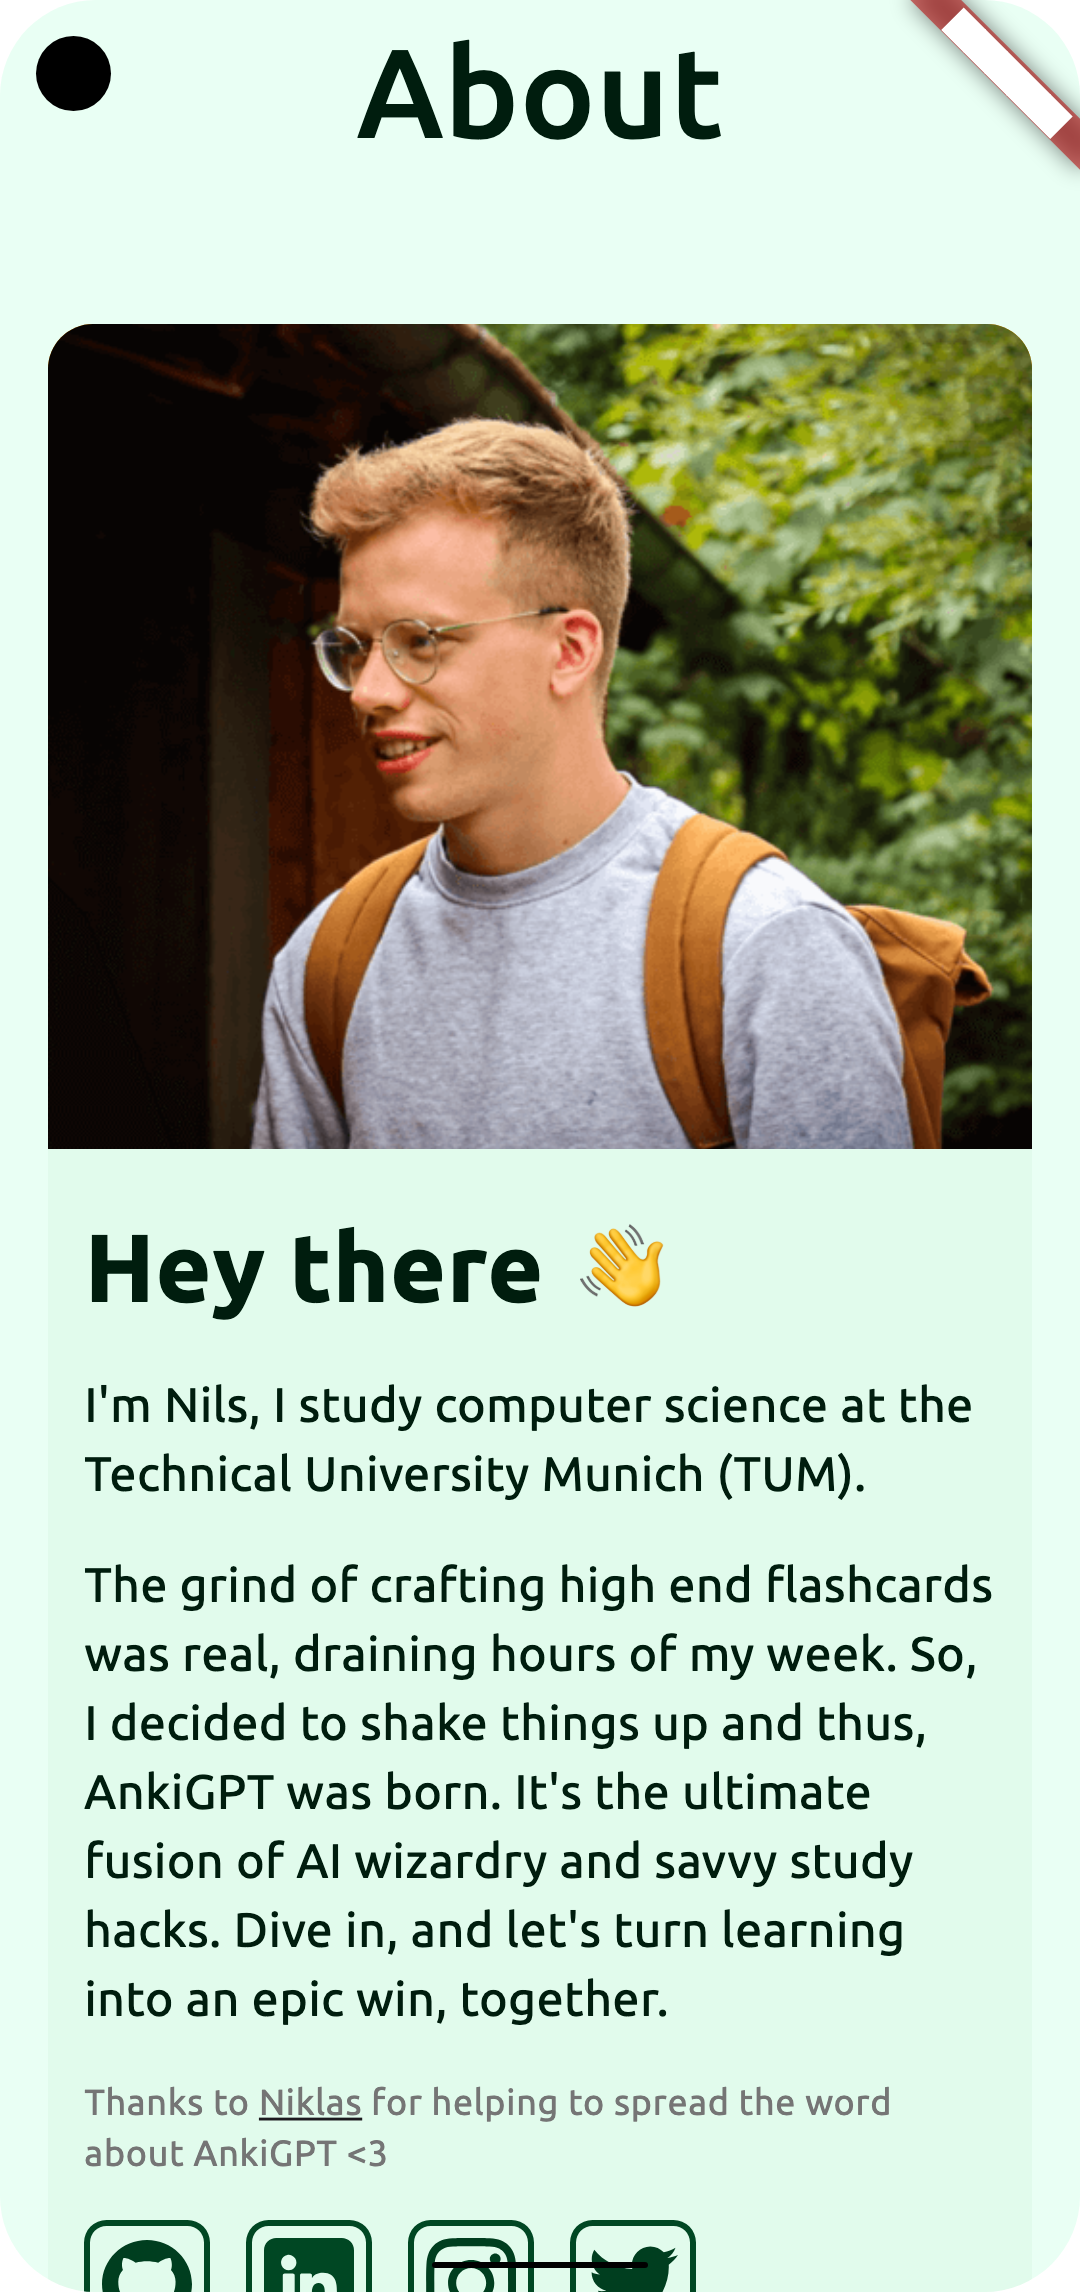 About
Hey there 👋
I'm Nils, I study computer science at the
Technical University Munich (TUM).
The grind of crafting high end flashcards
was real, draining hours of my week. So,
I decided to shake things up and thus,
AnkiGPT was born. It's the ultimate
fusion of AI wizardry and savvy study
hacks. Dive in, and let's turn learning
into an epic win, together.
Thanks to Niklas for helping to spread the word
about AnkiGPT <3
in